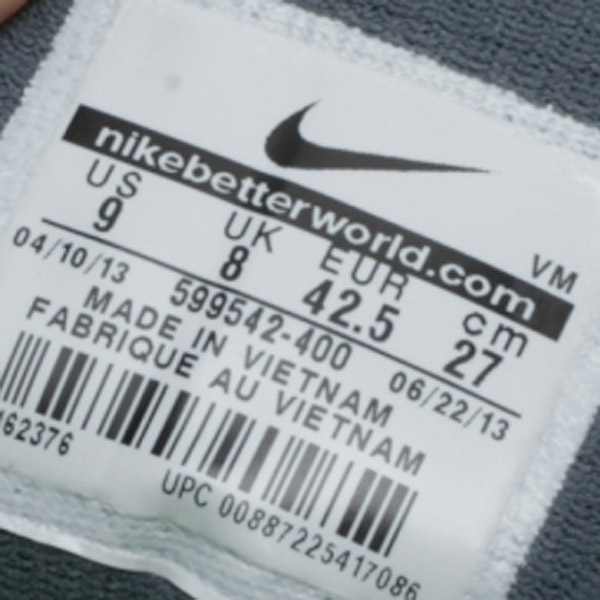 nikebetterworld.com
VM
US UK EUR cm
9 8 42.5 27
04/10/13 599542-400 06/22/13
MADE IN VIETNAM
FABRIQUE AU VIETNAM
62376
UPC 00887225417086